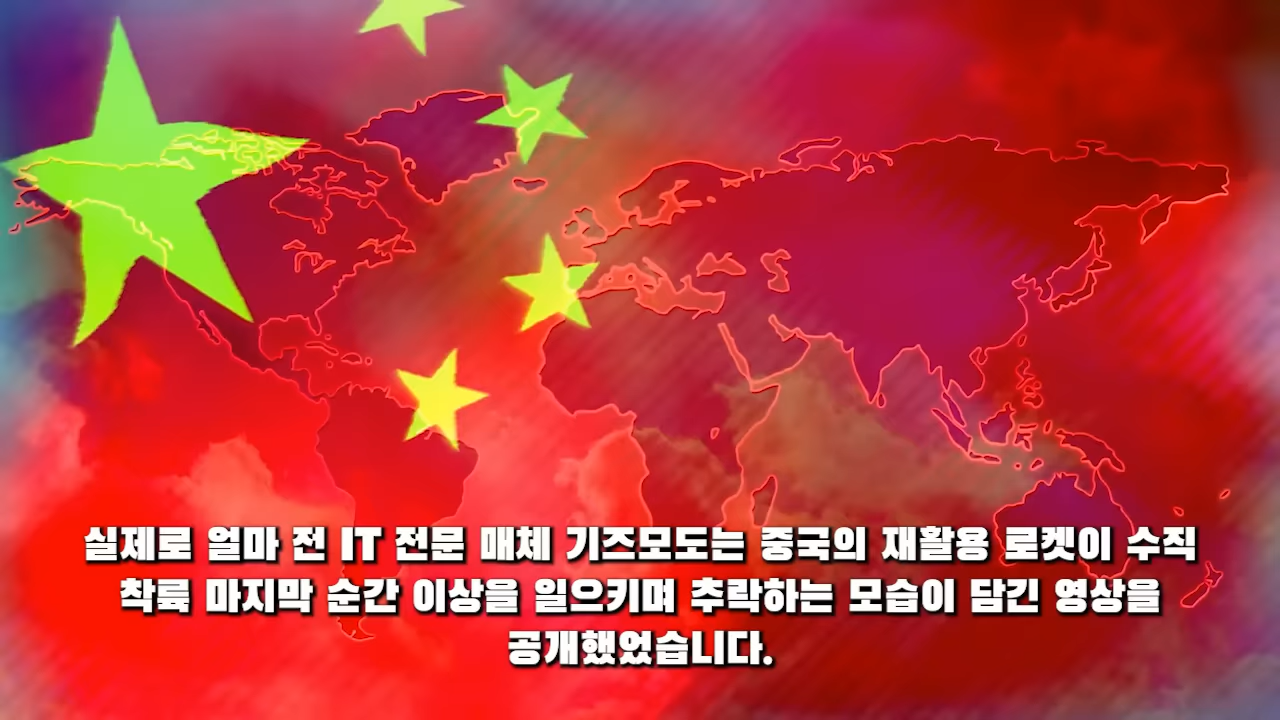 실제로 얼마 전 IT 전문 매체 기즈모도는 중국의 재활용 로켓이 수직
착륙 마지막 순간 이상을 일으키며 추락하는 모습이 담긴 영상을
공개했었습니다.